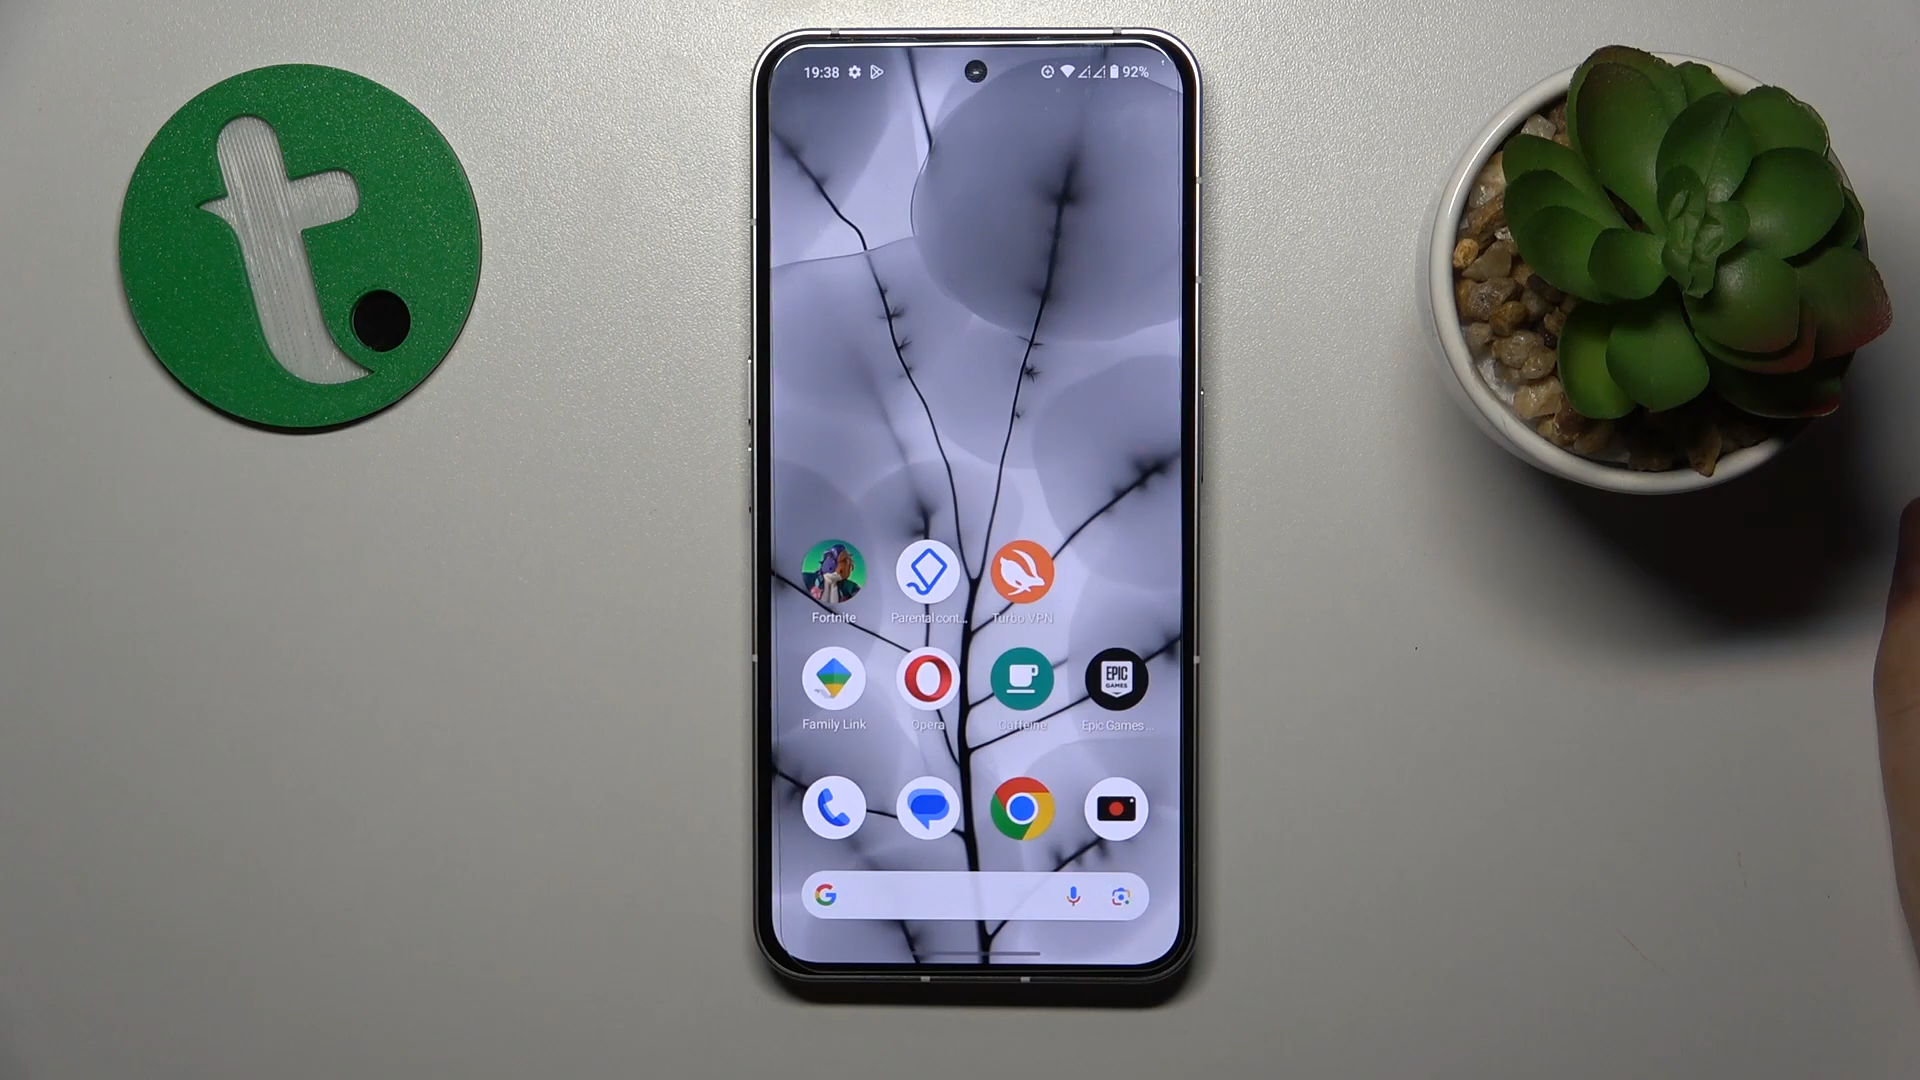 t.
19:38 92%
Fortnite Parental cont... Turbo VPN
EPIC GAMES
Family Link Opera Caffeine Epic Games ...
G